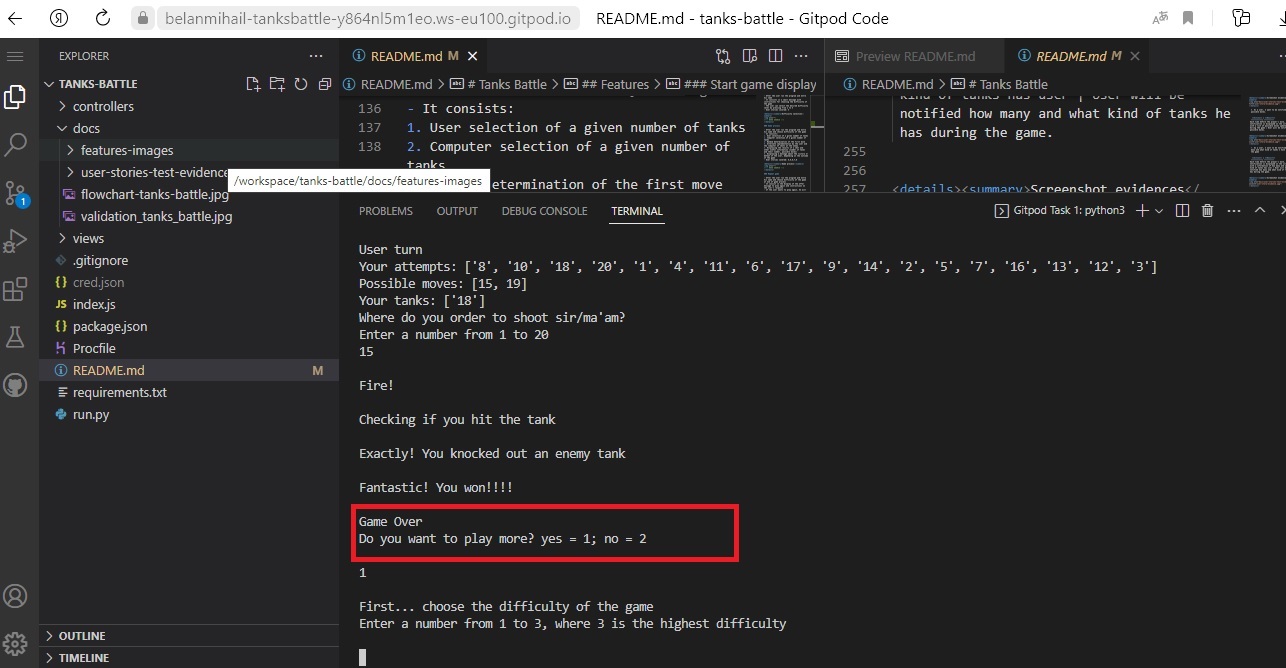 belanmihail-tanksbattle-y864nl5m1eo.ws-eu100.gitpod.io README.md - tanks-battle - Gitpod Code
EXPLORER
TANKS-BATTLE
controllers
docs
features-images
user-stories-test-evidence
/workspace/tanks-battle/docs/features-images
flowchart-tanks-battle.jpg
validation_tanks_battle.jpg
views
.gitignore
{} cred.json
JS index.js
{} package.json
Procfile
README.md M
requirements.txt
run.py
OUTLINE
TIMELINE
1
README.md M
README.md > # Tanks Battle > ## Features > ### Start game display
136 - It consists:
137 1. User selection of a given number of tanks
138 2. Computer selection of a given number of
tanks
etermination of the first move
Preview README.md
README.md M
README.md > # Tanks Battle
kind of tanks has user | User will be
notified how many and what kind of tanks he
has during the game.
255
256
257 <details><summary>Screenshot evidences</
PROBLEMS OUTPUT DEBUG CONSOLE TERMINAL
Gitpod Task 1: python3
User turn
Your attempts: ['8', '10', '18', '20', '1', '4', '11', '6', '17', '9', '14', '2', '5', '7', '16', '13', '12', '3']
Possible moves: [15, 19]
Your tanks: ['18']
Where do you order to shoot sir/ma'am?
Enter a number from 1 to 20
15
Fire!
Checking if you hit the tank
Exactly! You knocked out an enemy tank
Fantastic! You won!!!!
Game Over
Do you want to play more? yes = 1; no = 2
1
First... choose the difficulty of the game
Enter a number from 1 to 3, where 3 is the highest difficulty